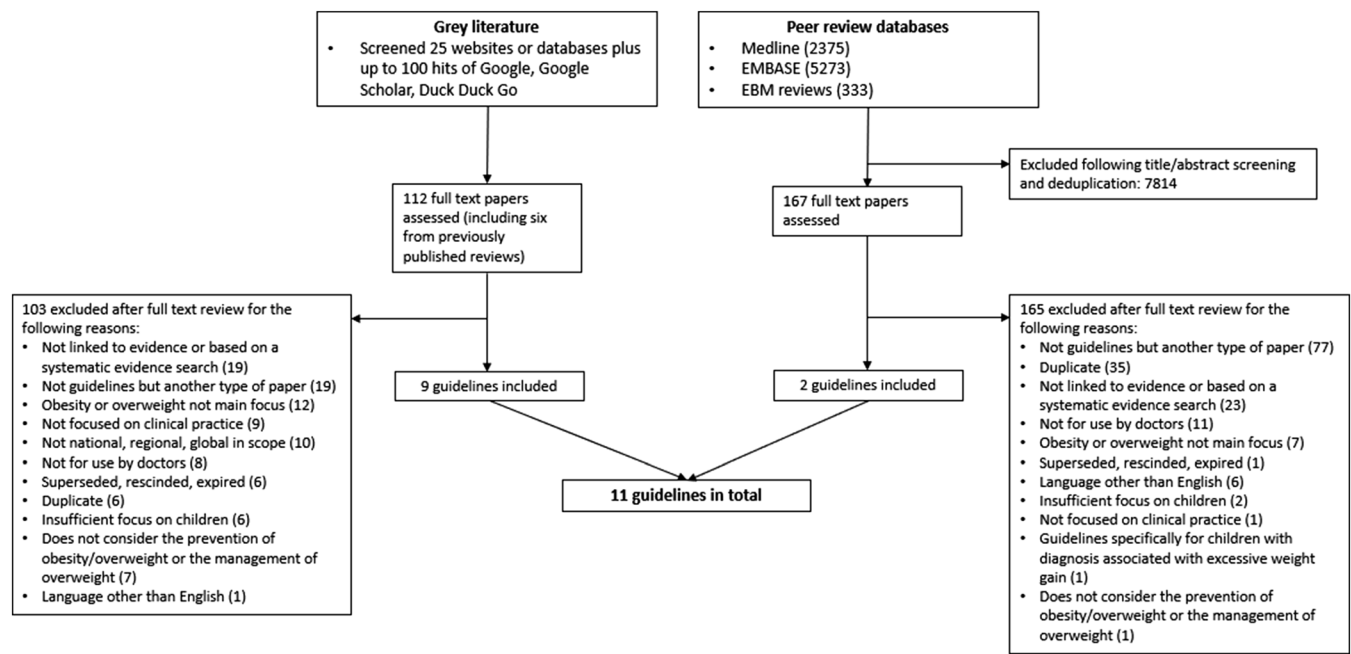 Grey literature
• Screened 25 websites or databases plus
up to 100 hits of Google, Google
Scholar, Duck Duck Go
Peer review databases
• Medline (2375)
• EMBASE (5273)
• EBM reviews (333)
Excluded following title/abstract screening
and deduplication: 7814
112 full text papers
assessed (including six
from previously
published reviews)
167 full text papers
assessed
103 excluded after full text review for the
following reasons:
• Not linked to evidence or based on a
systematic evidence search (19)
• Not guidelines but another type of paper (19)
• Obesity or overweight not main focus (12)
• Not focused on clinical practice (9)
• Not national, regional, global in scope (10)
• Not for use by doctors (8)
• Superseded, rescinded, expired (6)
• Duplicate (6)
• Insufficient focus on children (6)
• Does not consider the prevention of
obesity/overweight or the management of
overweight (7)
• Language other than English (1)
165 excluded after full text review for the
following reasons:
• Not guidelines but another type of paper (77)
• Duplicate (35)
• Not linked to evidence or based on a
systematic evidence search (23)
• Not for use by doctors (11)
• Obesity or overweight not main focus (7)
• Superseded, rescinded, expired (1)
• Language other than English (6)
• Insufficient focus on children (2)
• Not focused on clinical practice (1)
• Guidelines specifically for children with
diagnosis associated with excessive weight
gain (1)
• Does not consider the prevention of
obesity/overweight or the management of
overweight (1)
9 guidelines included
2 guidelines included
11 guidelines in total